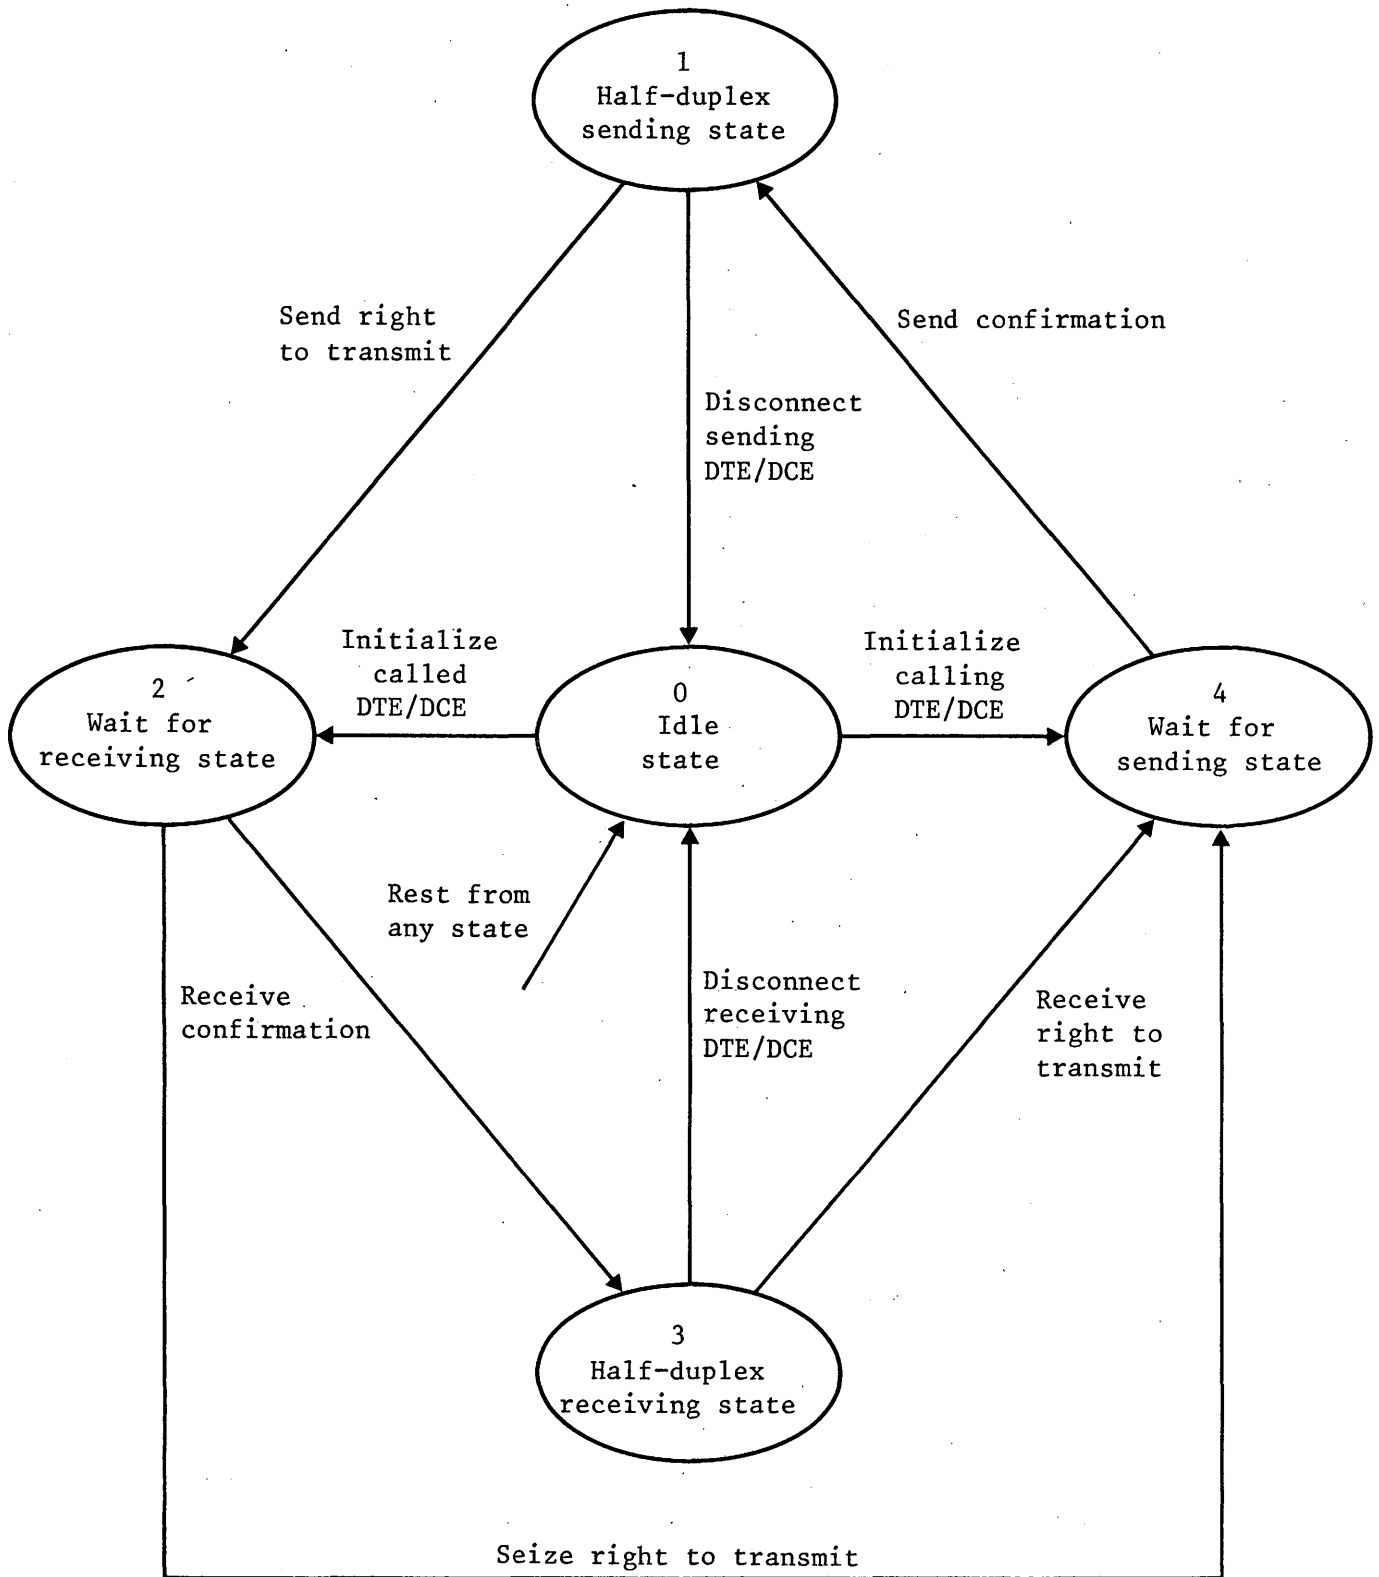 1
Half-duplex
sending state
Send right
to transmit
Send confirmation
Disconnect
sending
DTE/DCE
Initialize
called
DTE/DCE
Initialize
calling
DTE/DCE
2
Wait for
receiving state
0
Idle
state
4
Wait for
sending state
Rest from
any state
Receive
confirmation
Disconnect
receiving
DTE/DCE
Receive
right to
transmit
3
Half-duplex
receiving state
Seize right to transmit